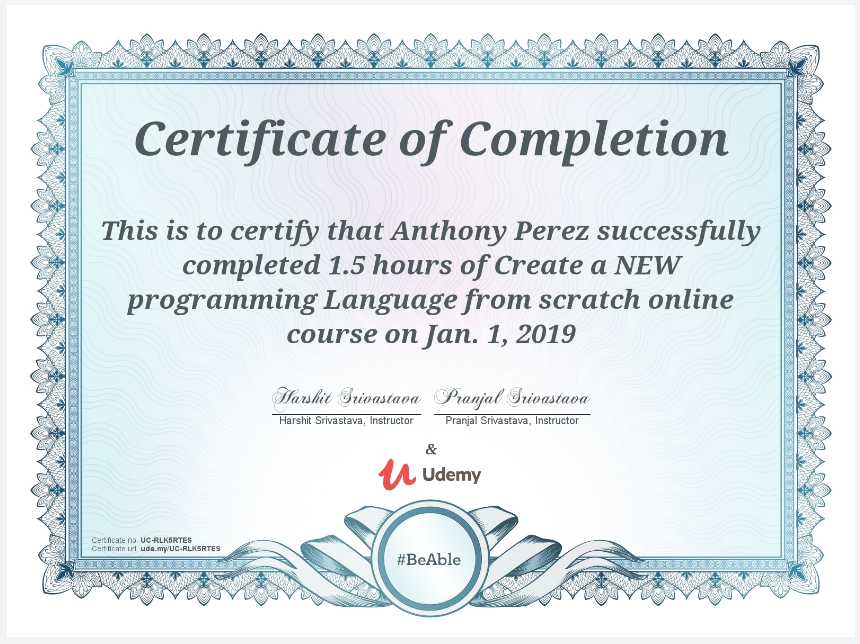 Certificate of Completion
This is to certify that Anthony Perez successfully
completed 1.5 hours of Create a NEW
programming Language from scratch online
course on Jan. 1, 2019
Harshit Srivastava Pranjal Srivastava
Harshit Srivastava, Instructor Pranjal Srivastava, Instructor
&
Udemy
Certificate no: UC-RLK5RTES
Certificate url: ude.my/UC-RLK5RTES
#BeAble